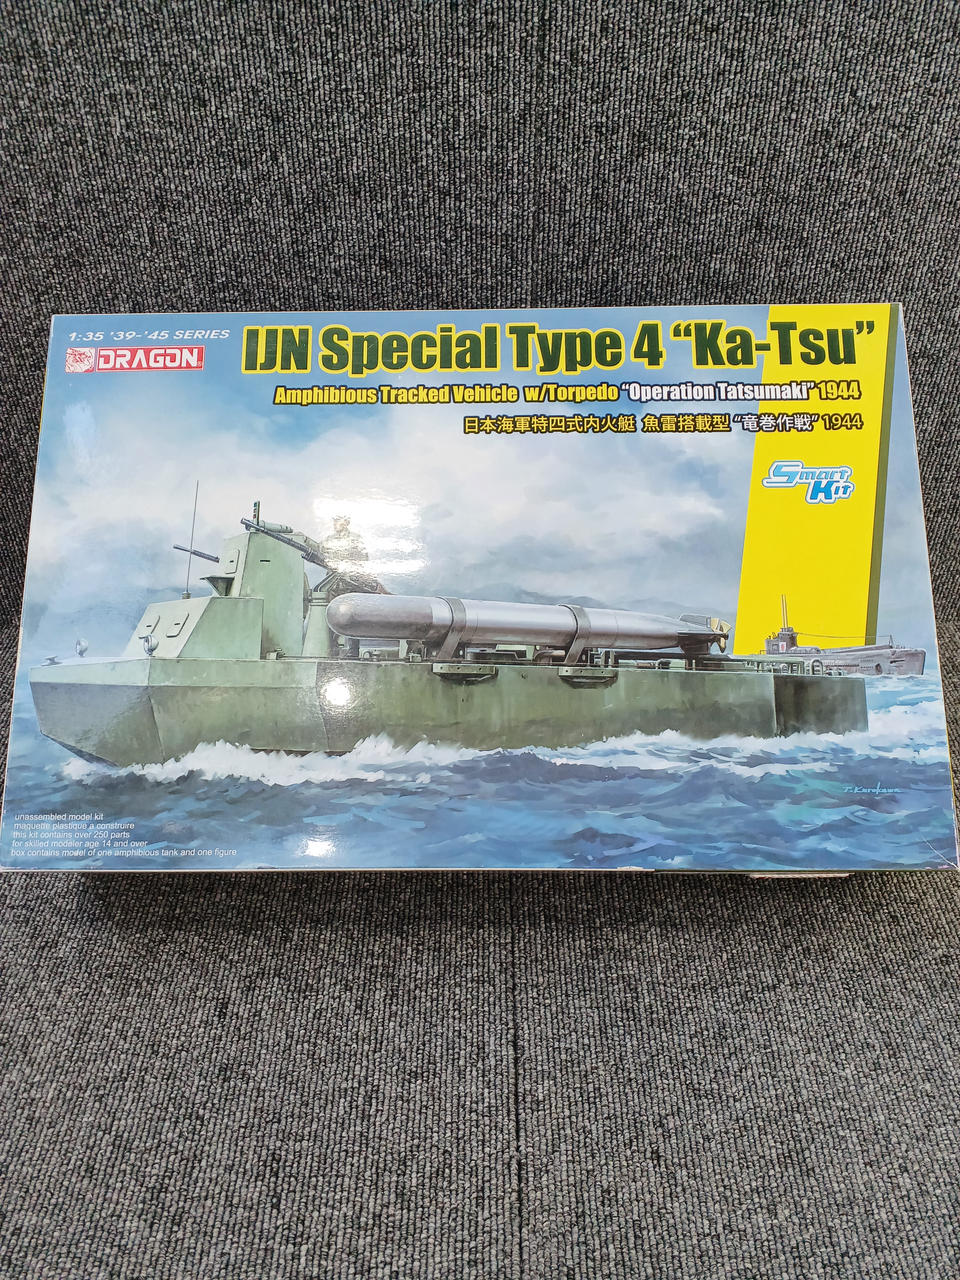 1:35 '39-'45 SERIES
DRAGON
IJN Special Type 4 “Ka-Tsu”
Amphibious Tracked Vehicle w/Torpedo “Operation Tatsumaki” 1944
日本海軍特四式内火艇 魚雷搭載型 “竜巻作戦” 1944
Smart
Kit
T. Kurokawa
unassembled model kit
maquette plastique a construire
this kit contains over 250 parts
for skilled modeler age 14 and over
box contains model of one amphibious tank and one figure